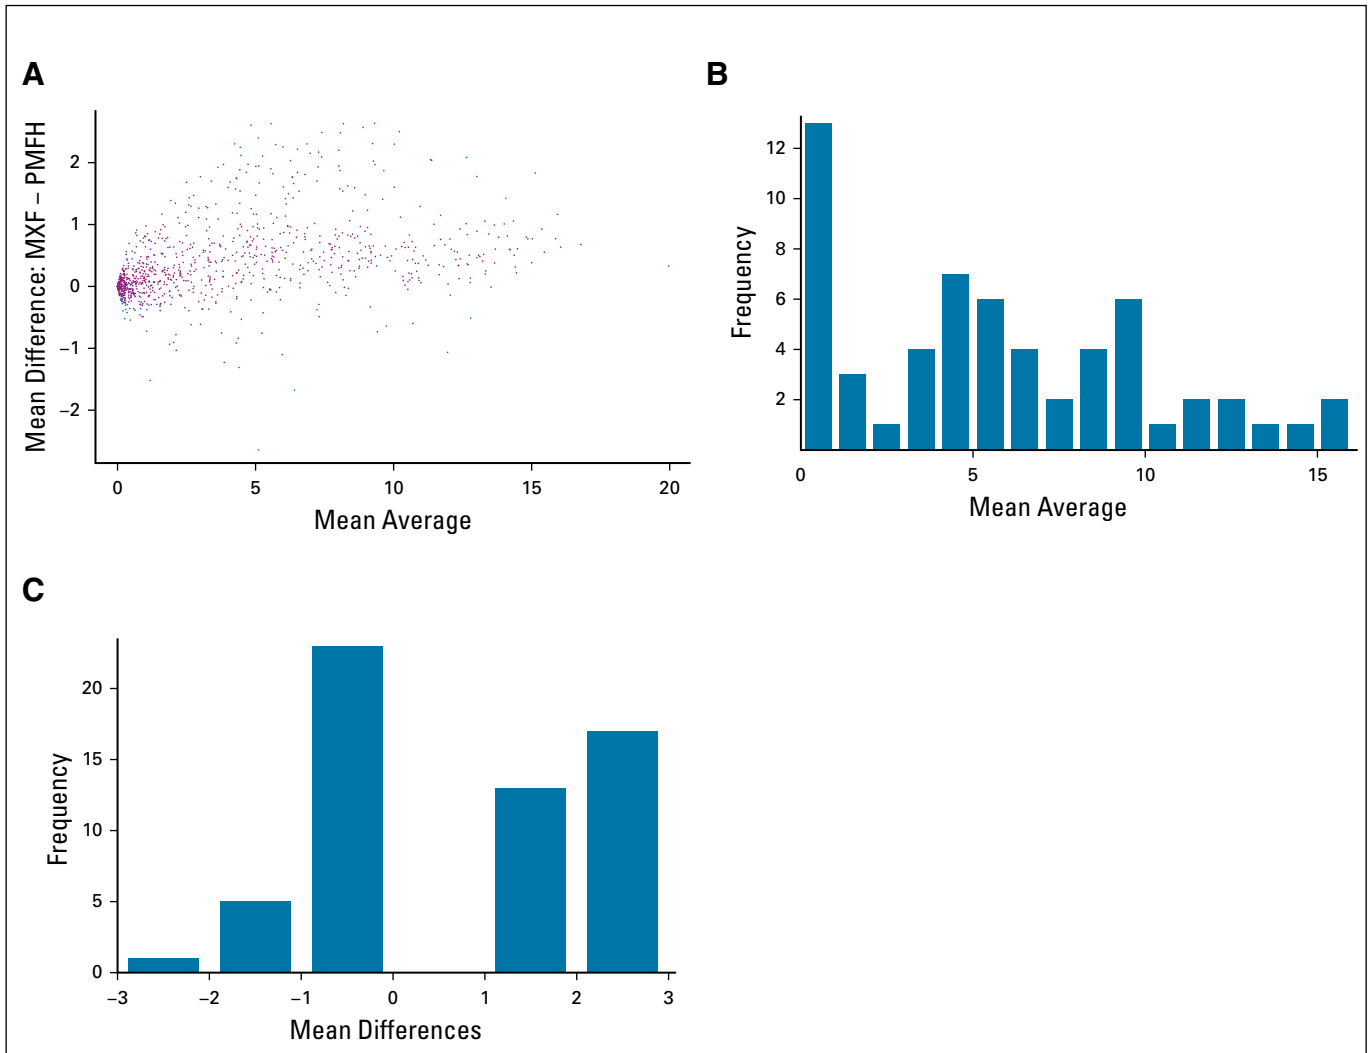 A
Mean Difference: MXF – PMFH
2
1
0
–1
–2
0 5 10 15 20
Mean Average
B
Frequency
12
10
8
6
4
2
0 5 10 15
Mean Average
C
Frequency
20
15
10
5
0
–3 –2 –1 0 1 2 3
Mean Differences